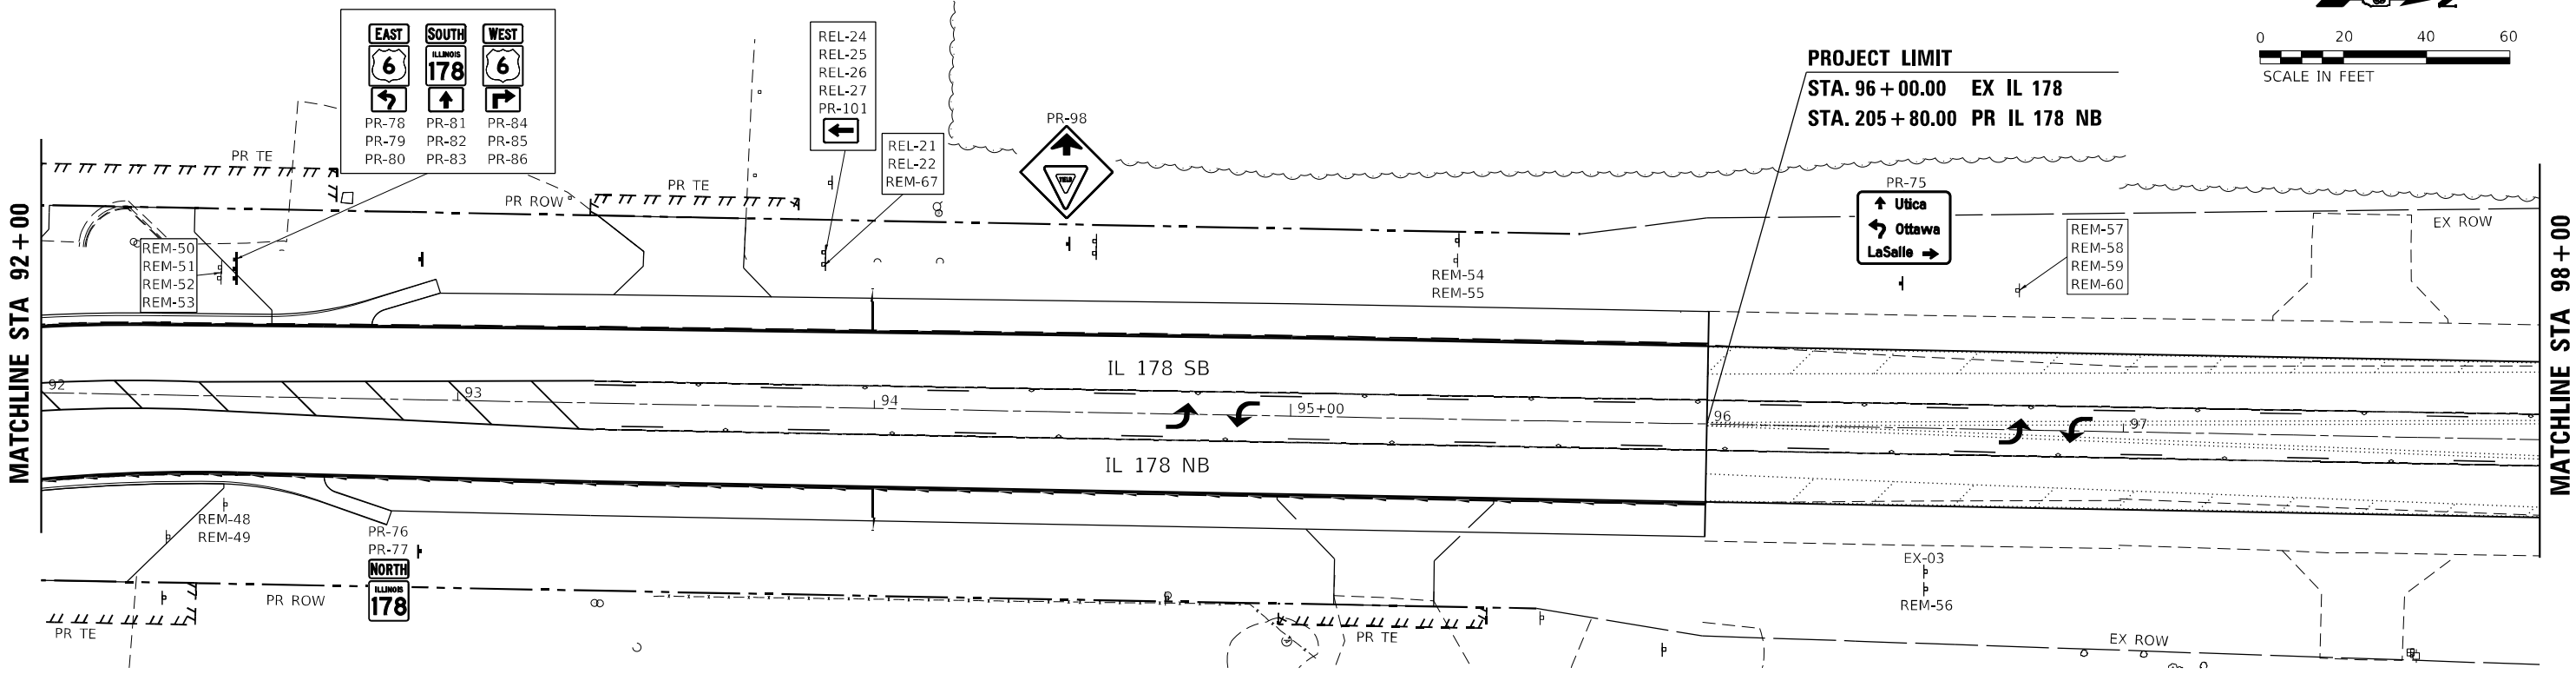 EAST SOUTH WEST
6 ILLINOIS 178 6
PR-78 PR-81 PR-84
PR-79 PR-82 PR-85
PR-80 PR-83 PR-86
REL-24
REL-25
REL-26
REL-27
PR-101
REL-21
REL-22
REM-67
PR-98
YIELD
PROJECT LIMIT
STA. 96+00.00 EX IL 178
STA. 205+80.00 PR IL 178 NB
0 20 40 60
SCALE IN FEET
PR TE
PR ROW
PR TE
PR-75
Utica
Ottawa
LaSalle
REM-57
REM-58
REM-59
REM-60
EX ROW
MATCHLINE STA 92+00
MATCHLINE STA 98+00
REM-50
REM-51
REM-52
REM-53
REM-54
REM-55
IL 178 SB
92
93
94
95+00
96
97
IL 178 NB
REM-48
REM-49
PR-76
PR-77
NORTH
ILLINOIS
178
PR ROW
PR TE
PR TE
EX-03
REM-56
EX ROW